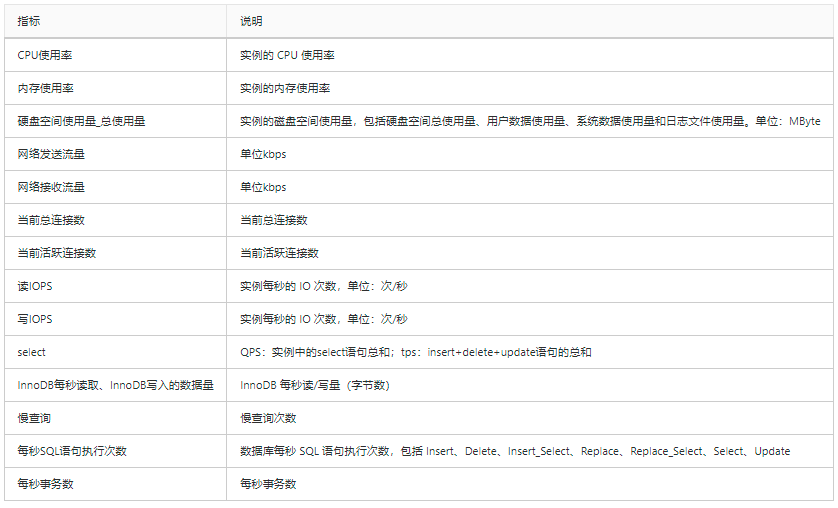 指标 说明
CPU使用率 实例的 CPU 使用率
内存使用率 实例的内存使用率
硬盘空间使用量_总使用量 实例的磁盘空间使用量，包括硬盘空间总使用量、用户数据使用量、系统数据使用量和日志文件使用量。单位：MByte
网络发送流量 单位kbps
网络接收流量 单位kbps
当前总连接数 当前总连接数
当前活跃连接数 当前活跃连接数
读IOPS 实例每秒的 IO 次数，单位：次/秒
写IOPS 实例每秒的 IO 次数，单位：次/秒
select QPS：实例中的select语句总和；tps：insert+delete+update语句的总和
InnoDB每秒读取、InnoDB写入的数据量 InnoDB 每秒读/写量（字节数）
慢查询 慢查询次数
每秒SQL语句执行次数 数据库每秒 SQL 语句执行次数，包括 Insert、Delete、Insert_Select、Replace、Replace_Select、Select、Update
每秒事务数 每秒事务数